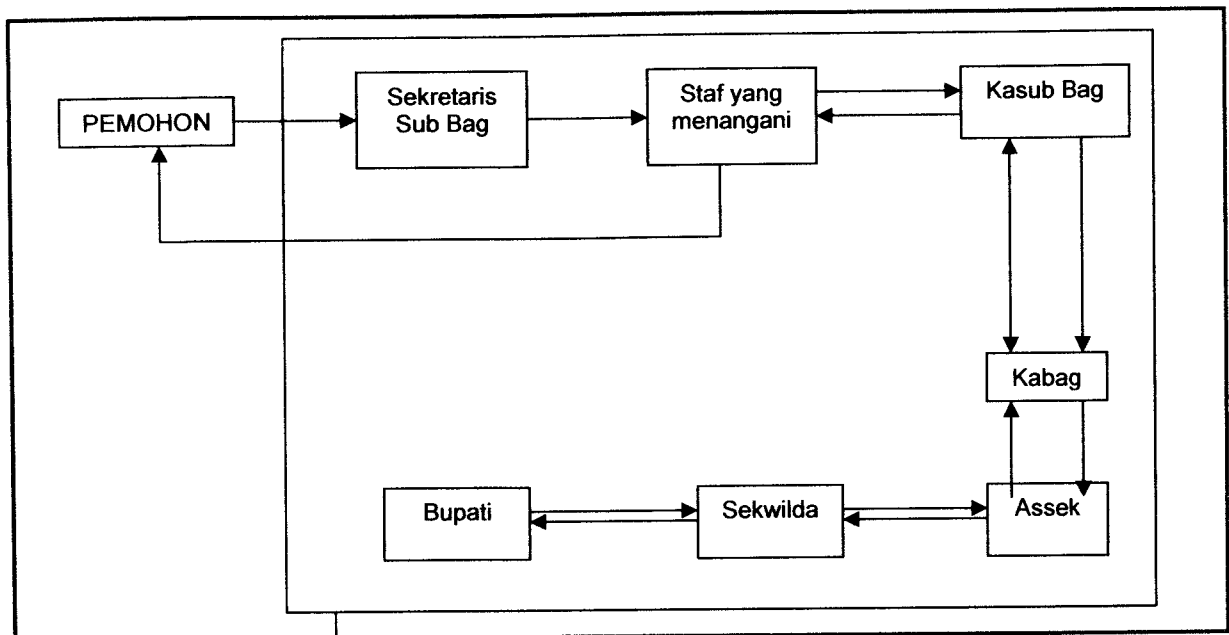 PEMOHON
Sekretaris
Sub Bag
Staf yang
menangani
Kasub Bag
Kabag
Bupati
Sekwilda
Assek